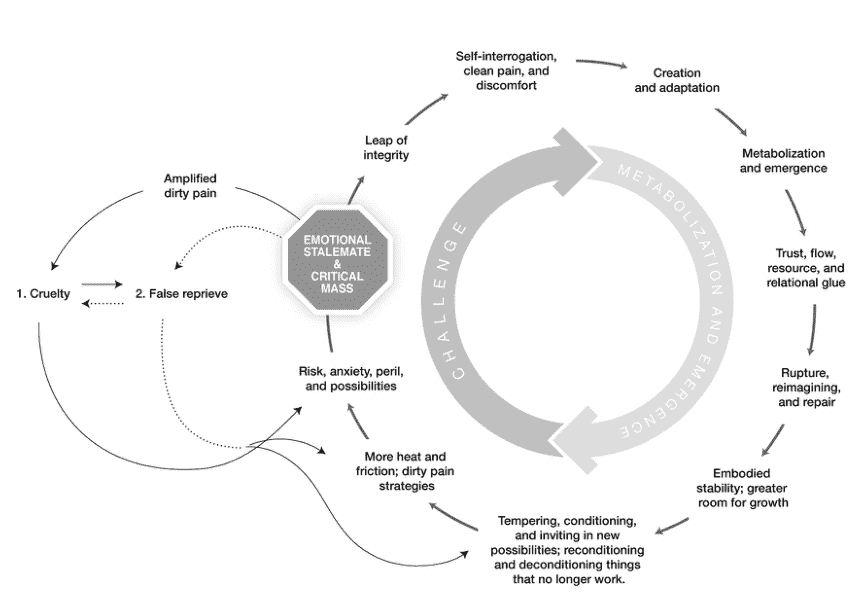 Self-interrogation,
clean pain, and
discomfort
Creation
and adaptation
Leap of
integrity
Metabolization
and emergence
Amplified
dirty pain
METABOLIZATION AND EMERGENCE
CHALLENGE
EMOTIONAL
STALEMATE
&
CRITICAL
MASS
Trust, flow,
resource, and
relational glue
1. Cruelty
2. False reprieve
Risk, anxiety, peril,
and possibilities
Rupture,
reimagining,
and repair
More heat and
friction; dirty pain
strategies
Embodied
stability; greater
room for growth
Tempering, conditioning,
and inviting in new
possibilities; reconditioning
and deconditioning things
that no longer work.